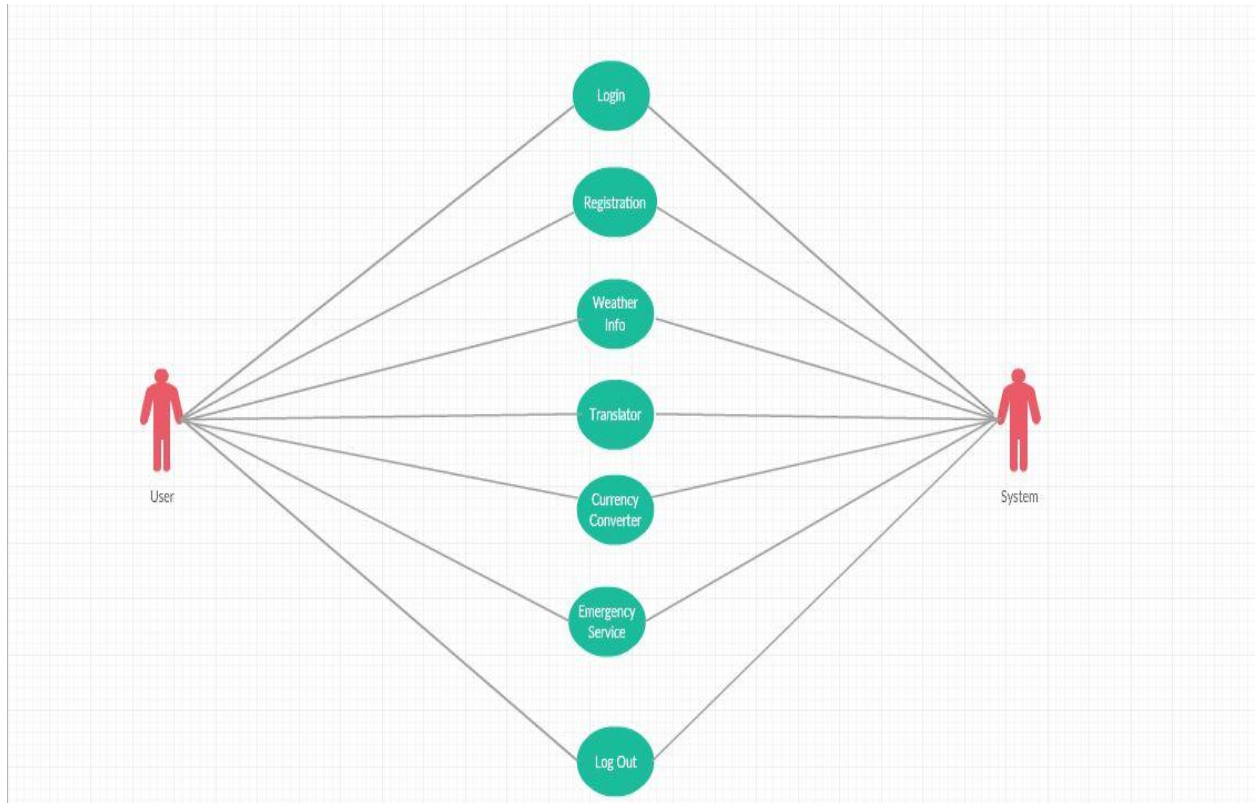 Login
Registration
Weather
Info
Translator
Currency
Converter
User
System
Emergency
Service
Log Out